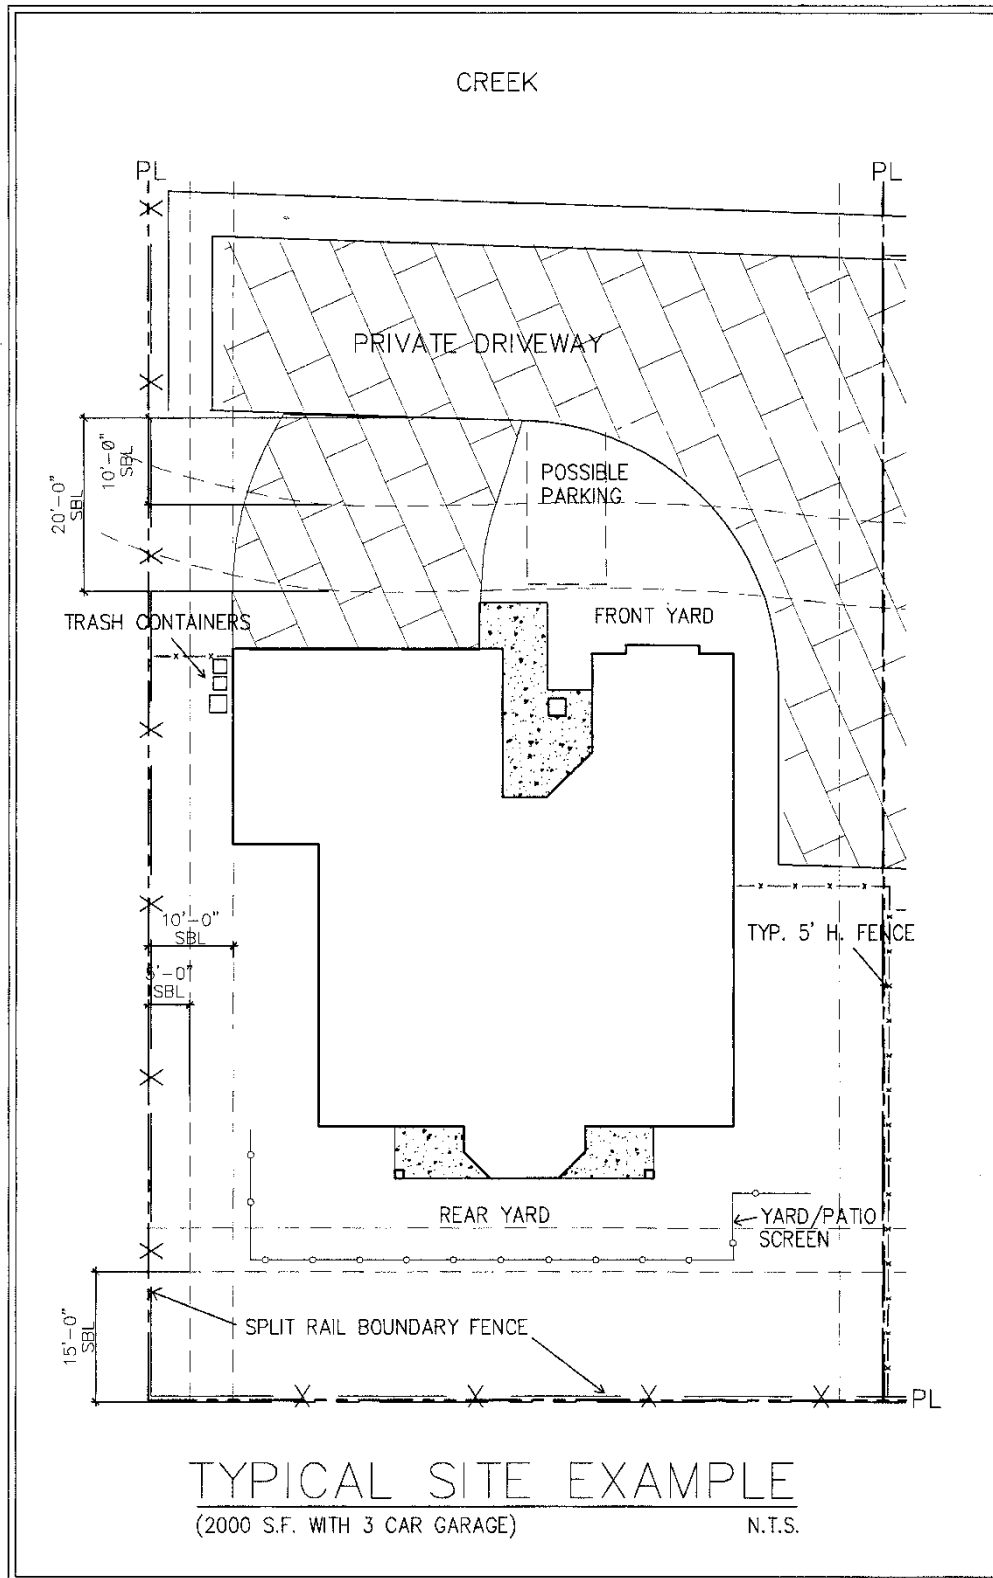 CREEK
PL
PL
PRIVATE DRIVEWAY
10'-0"
SBL
20'-0"
SBL
POSSIBLE
PARKING
TRASH CONTAINERS
FRONT YARD
10'-0"
SBL
TYP. 5' H. FENCE
5'-0"
SBL
REAR YARD
YARD/PATIO
SCREEN
15'-0"
SBL
SPLIT RAIL BOUNDARY FENCE
PL
TYPICAL SITE EXAMPLE
(2000 S.F. WITH 3 CAR GARAGE)
N.T.S.